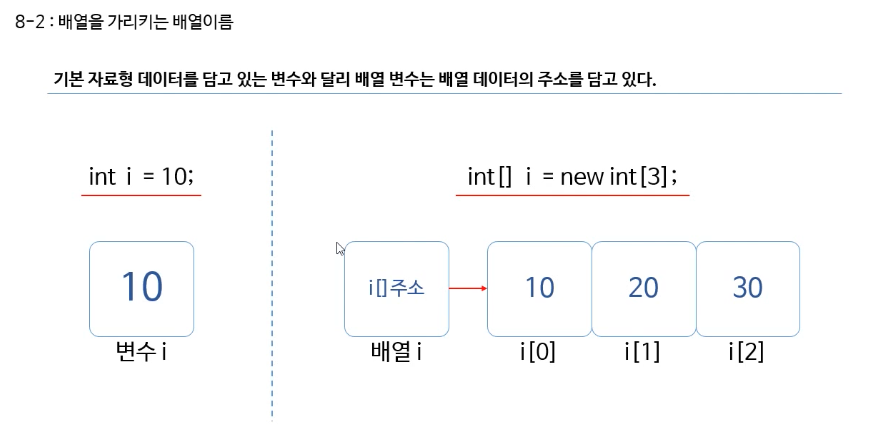 8-2 : 배열을 가리키는 배열이름
기본 자료형 데이터를 담고 있는 변수와 달리 배열 변수는 배열 데이터의 주소를 담고 있다.
int i = 10;
int[] i = new int[3];
10
i[]주소
10
20
30
변수 i
배열 i
i[0]
i[1]
i[2]